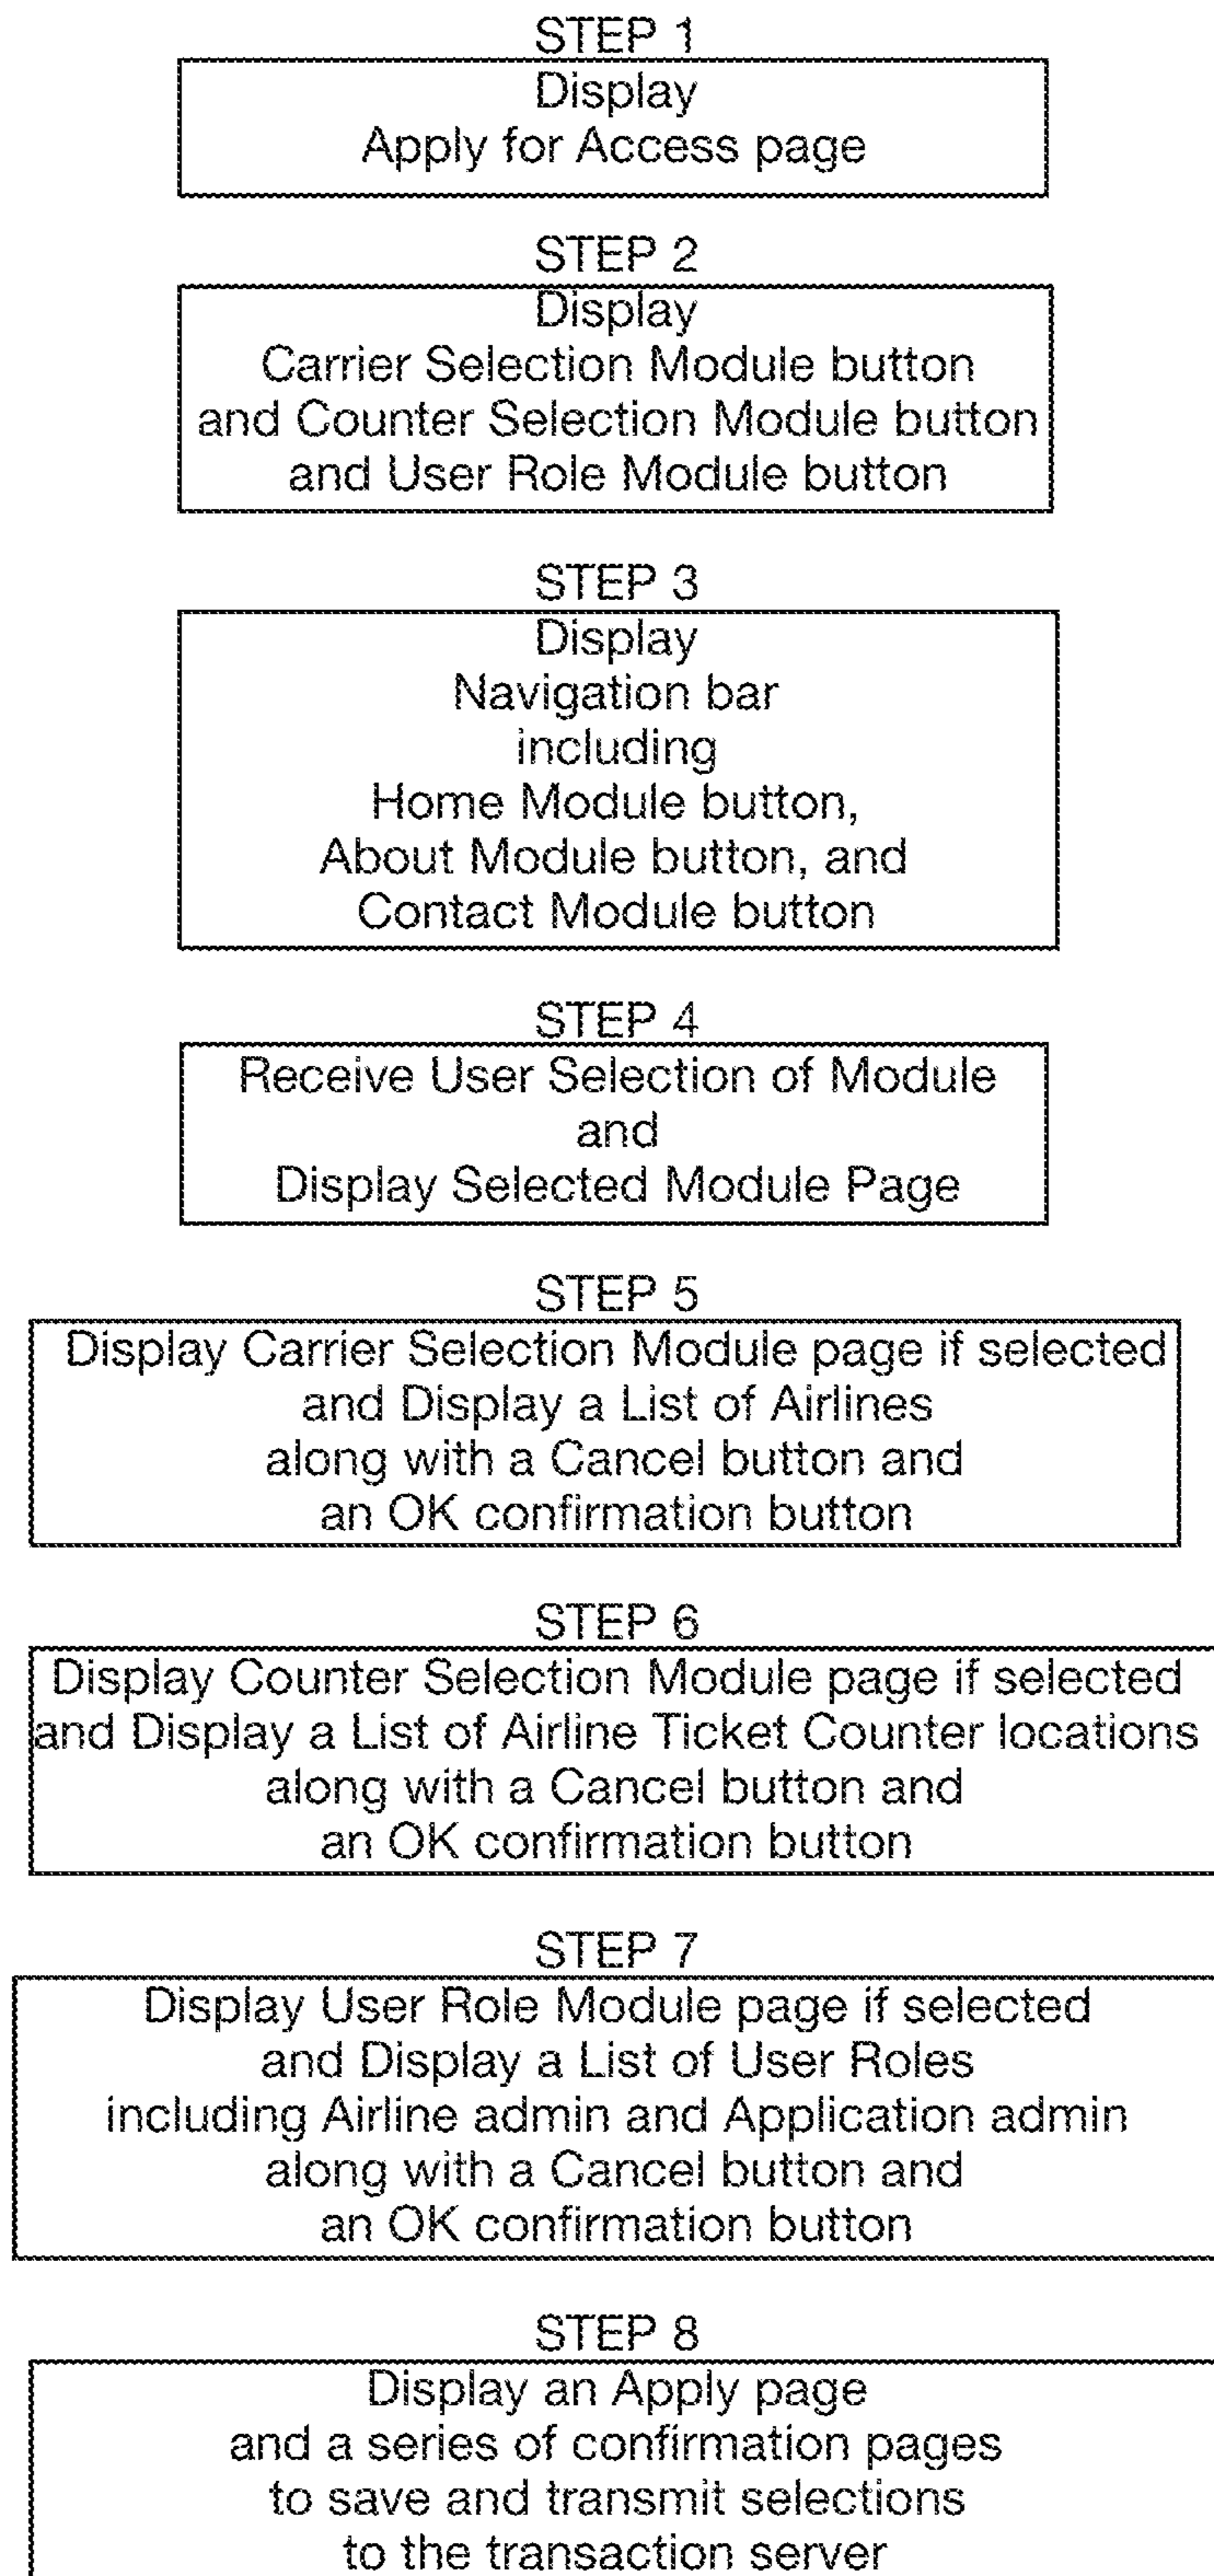 STEP 1
Display
Apply for Access page
STEP 2
Display
Carrier Selection Module button
and Counter Selection Module button
and User Role Module button
STEP 3
Display
Navigation bar
including
Home Module button,
About Module button, and
Contact Module button
STEP 4
Receive User Selection of Module
and
Display Selected Module Page
STEP 5
Display Carrier Selection Module page if selected
and Display a List of Airlines
along with a Cancel button and
an OK confirmation button
STEP 6
Display Counter Selection Module page if selected
and Display a List of Airline Ticket Counter locations
along with a Cancel button and
an OK confirmation button
STEP 7
Display User Role Module page if selected
and Display a List of User Roles
including Airline admin and Application admin
along with a Cancel button and
an OK confirmation button
STEP 8
Display an Apply page
and a series of confirmation pages
to save and transmit selections
to the transaction server